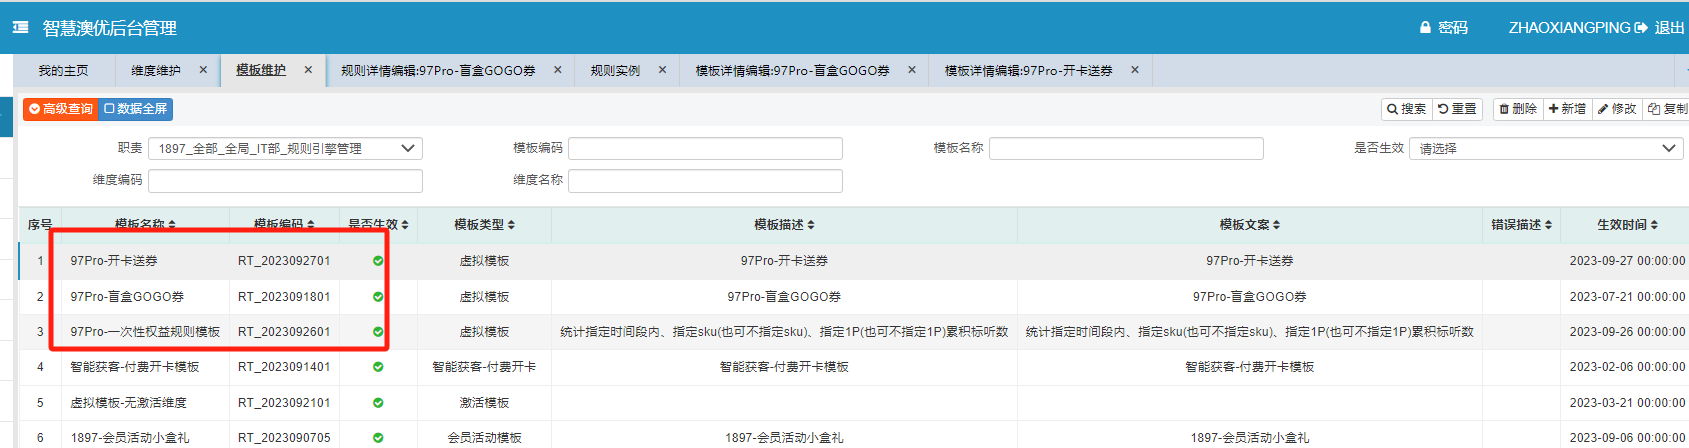 智慧澳优后台管理
密码 ZHAOXIANGPING 退出
我的主页 维度维护 × 模板维护 × 规则详情编辑:97Pro-盲盒GOGO券 × 规则实例 × 模板详情编辑:97Pro-盲盒GOGO券 × 模板详情编辑:97Pro-开卡送券 ×
高级查询 数据全屏 搜索 重置 删除 新增 修改 复制
职责 1897_全部_全局_IT部_规则引擎管理 模板编码 模板名称 是否生效 请选择
维度编码 维度名称
序号 模板名称 模板编码 是否生效 模板类型 模板描述 模板文案 错误描述 生效时间
1 97Pro-开卡送券 RT_2023092701 虚拟模板 97Pro-开卡送券 97Pro-开卡送券 2023-09-27 00:00:00
2 97Pro-盲盒GOGO券 RT_2023091801 虚拟模板 97Pro-盲盒GOGO券 97Pro-盲盒GOGO券 2023-07-21 00:00:00
3 97Pro-一次性权益规则模板 RT_2023092601 虚拟模板 统计指定时间段内、指定sku(也可不指定sku)、指定1P(也可不指定1P)累积标听数 统计指定时间段内、指定sku(也可不指定sku)、指定1P(也可不指定1P)累积标听数 2023-09-26 00:00:00
4 智能获客-付费开卡模板 RT_2023091401 智能获客-付费开卡 智能获客-付费开卡模板 智能获客-付费开卡模板 2023-02-06 00:00:00
5 虚拟模板-无激活维度 RT_2023092101 激活模板 2023-03-21 00:00:00
6 1897-会员活动小盒礼 RT_2023090705 会员活动模板 1897-会员活动小盒礼 1897-会员活动小盒礼 2023-09-06 00:00:00